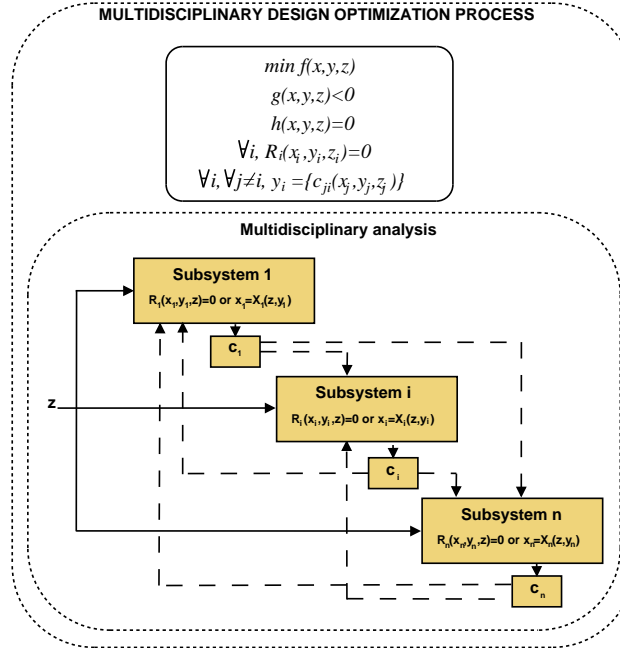 MULTIDISCIPLINARY DESIGN OPTIMIZATION PROCESS
min f(x,y,z)
g(x,y,z)<0
h(x,y,z)=0
∀i, Ri(xi,yi,zi)=0
∀i, ∀j≠i, yi ={cji(xj,yj,zj)}
Multidisciplinary analysis
Subsystem 1
R1(x1,y1,z)=0 or x1=X1(z,y1)
c1
Subsystem i
z
Ri(xi,yi,z)=0 or xi=Xi(z,yi)
ci
Subsystem n
Rn(xn,yn,z)=0 or xn=Xn(z,yn)
cn